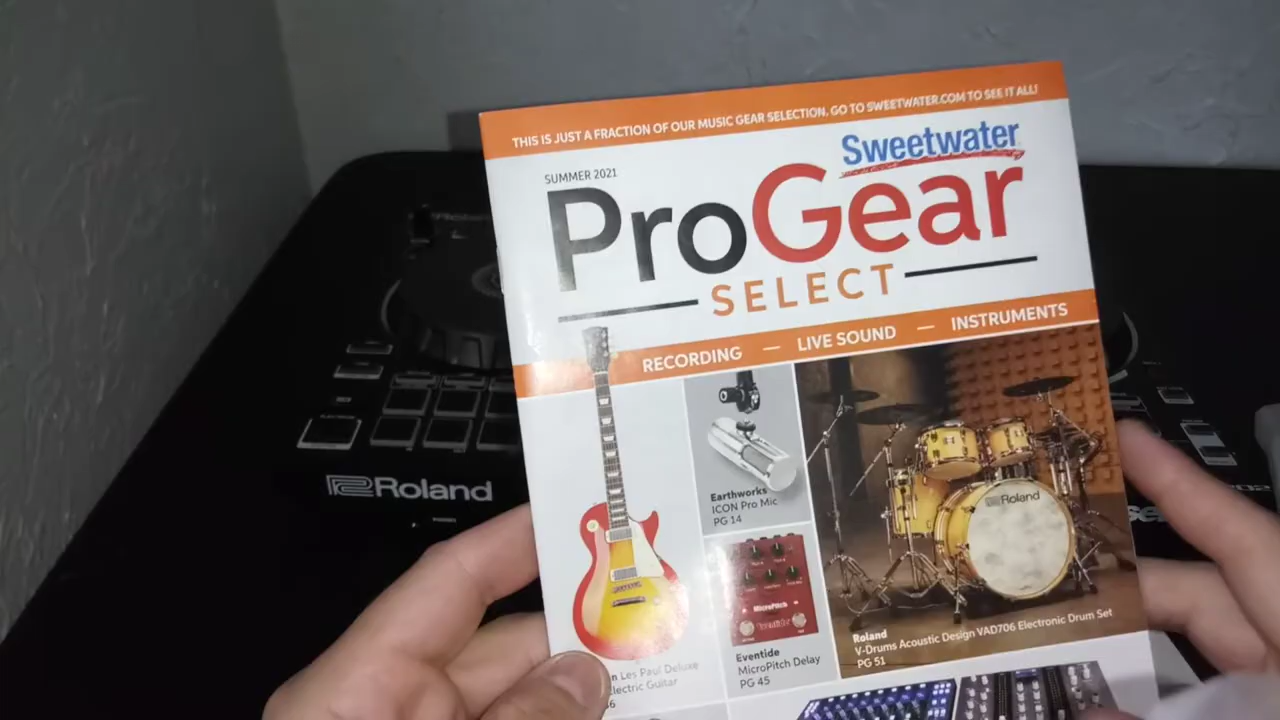 THIS IS JUST A FRACTION OF OUR MUSIC GEAR SELECTION. GO TO SWEETWATER.COM TO SEE IT ALL!
Sweetwater
SUMMER 2021
ProGear
SELECT
RECORDING — LIVE SOUND — INSTRUMENTS
Earthworks
ICON Pro Mic
PG 14
Roland
MicroPitch
Eventide
MicroPitch Delay
PG 45
Les Paul Deluxe
Electric Guitar
Roland
V-Drums Acoustic Design VAD706 Electronic Drum Set
PG 51
Roland